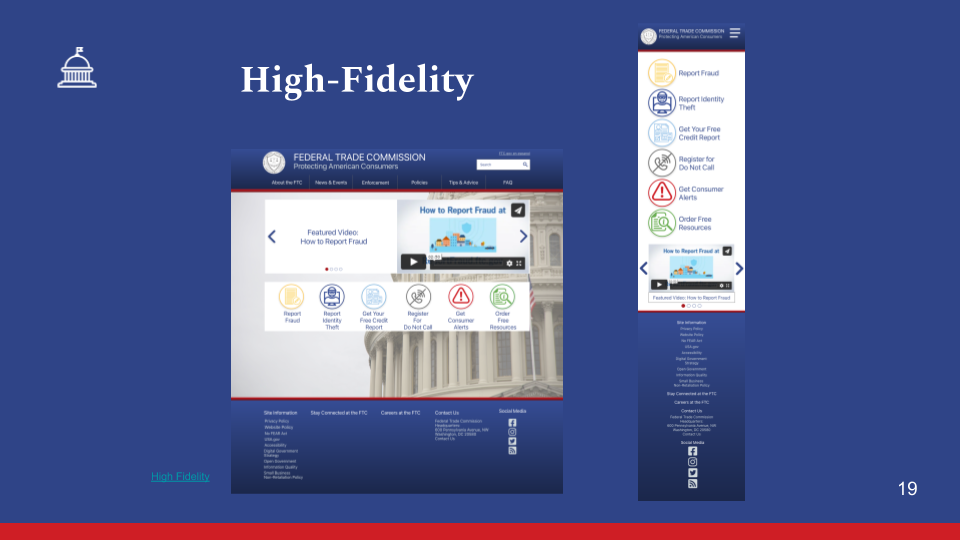 High-Fidelity
FEDERAL TRADE COMMISSION
Protecting American Consumers
Search
About the FTC
News & Events
Enforcement
Policies
Tips & Advice
FAQ
Featured Video:
How to Report Fraud
How to Report Fraud at
Report
Fraud
Report
Identity
Theft
Get Your
Free Credit
Report
Register
For
Do Not Call
Get
Consumer
Alerts
Order
Free
Resources
Site Information
Privacy Policy
Website Policy
No FEAR Act
USA.gov
Accessibility
Digital Government
Strategy
Open Government
Information Quality
Small Business
Non-Retaliation Policy
Stay Connected at the FTC
Careers at the FTC
Contact Us
Federal Trade Commission
Headquarters
600 Pennsylvania Avenue, NW
Washington, DC 20580
Contact Us
Social Media
FEDERAL TRADE COMMISSION
Protecting American Consumers
Report Fraud
Report Identity
Theft
Get Your Free
Credit Report
Register for
Do Not Call
Get Consumer
Alerts
Order Free
Resources
How to Report Fraud at
Featured Video: How to Report Fraud
Site Information
Privacy Policy
Website Policy
No FEAR Act
USA.gov
Accessibility
Digital Government
Strategy
Open Government
Information Quality
Small Business
Non-Retaliation Policy
Stay Connected at the FTC
Careers at the FTC
Contact Us
Federal Trade Commission
Headquarters
600 Pennsylvania Avenue, NW
Washington, DC 20580
Contact Us
Social Media
High Fidelity
19